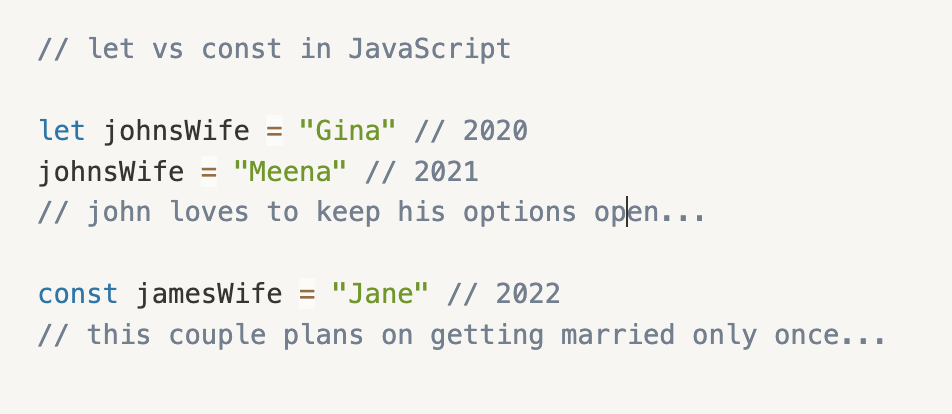 // let vs const in JavaScript
let johnsWife = "Gina" // 2020
johnsWife = "Meena" // 2021
// john loves to keep his options open...
const jamesWife = "Jane" // 2022
// this couple plans on getting married only once...